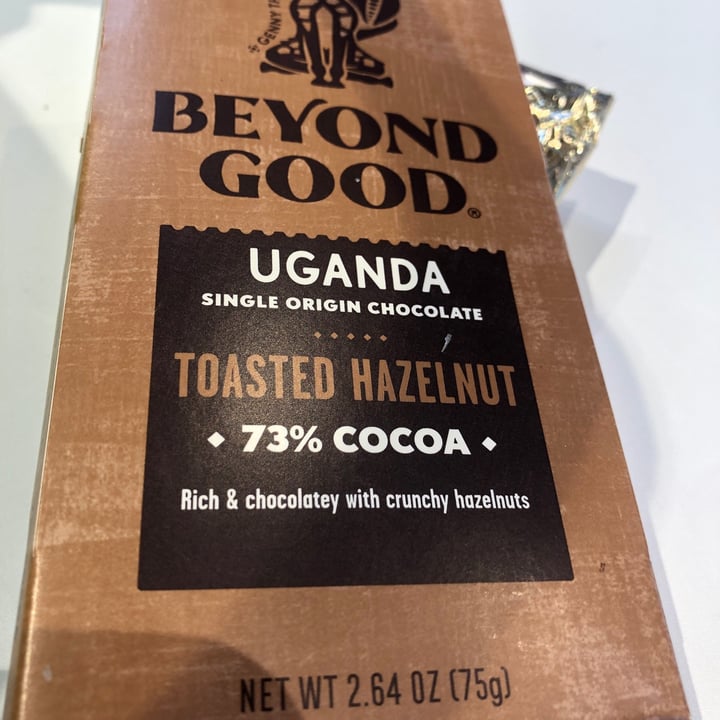 GENNY
BEYOND
GOOD®
UGANDA
SINGLE ORIGIN CHOCOLATE
TOASTED HAZELNUT
73% COCOA
Rich & chocolatey with crunchy hazelnuts
NET WT 2.64 OZ (75g)